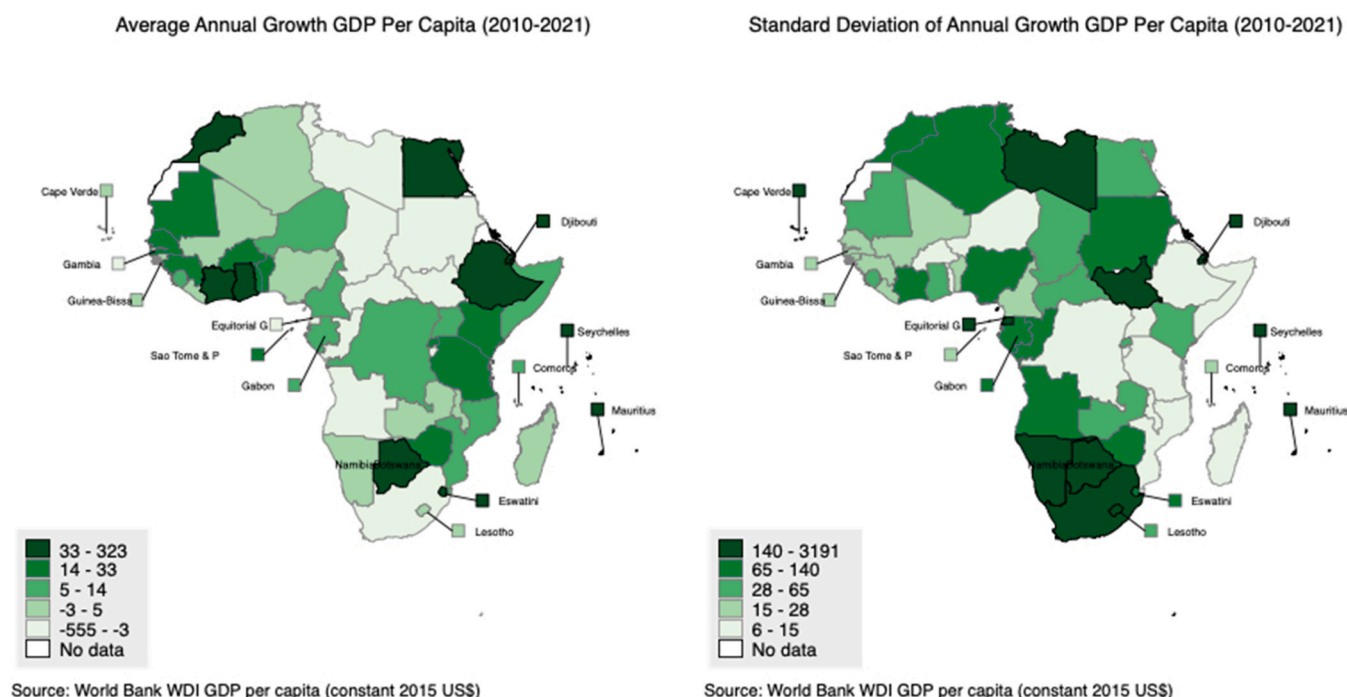 Average Annual Growth GDP Per Capita (2010-2021)
Cape Verde
Gambia
Guinea-Bissa
Equitorial G
Sao Tome & P
Gabon
Djibouti
Seychelles
Comoros
Mauritius
Namibia
Botswana
Eswatini
Lesotho
33 - 323
14 - 33
5 - 14
-3 - 5
-555 - -3
No data
Source: World Bank WDI GDP per capita (constant 2015 US$)
Standard Deviation of Annual Growth GDP Per Capita (2010-2021)
Cape Verde
Gambia
Guinea-Bissa
Equitorial G
Sao Tome & P
Gabon
Djibouti
Seychelles
Comoros
Mauritius
Namibia
Botswana
Eswatini
Lesotho
140 - 3191
65 - 140
28 - 65
15 - 28
6 - 15
No data
Source: World Bank WDI GDP per capita (constant 2015 US$)